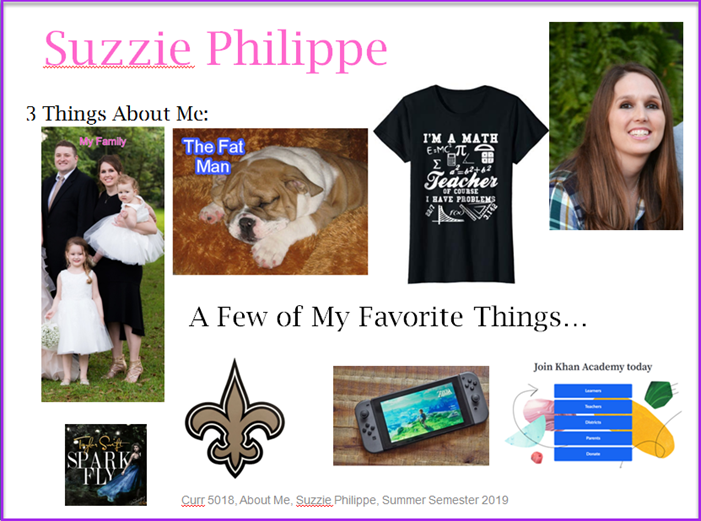 Suzzie Philippe
3 Things About Me:
My Family
The Fat
Man
I'M A MATH
Teacher
OF COURSE
I HAVE PROBLEMS
A Few of My Favorite Things...
Taylor Swift
SPARK
FLY
Join Khan Academy today
Learners
Teachers
Districts
Parents
Donate
Curr 5018, About Me, Suzzie Philippe, Summer Semester 2019